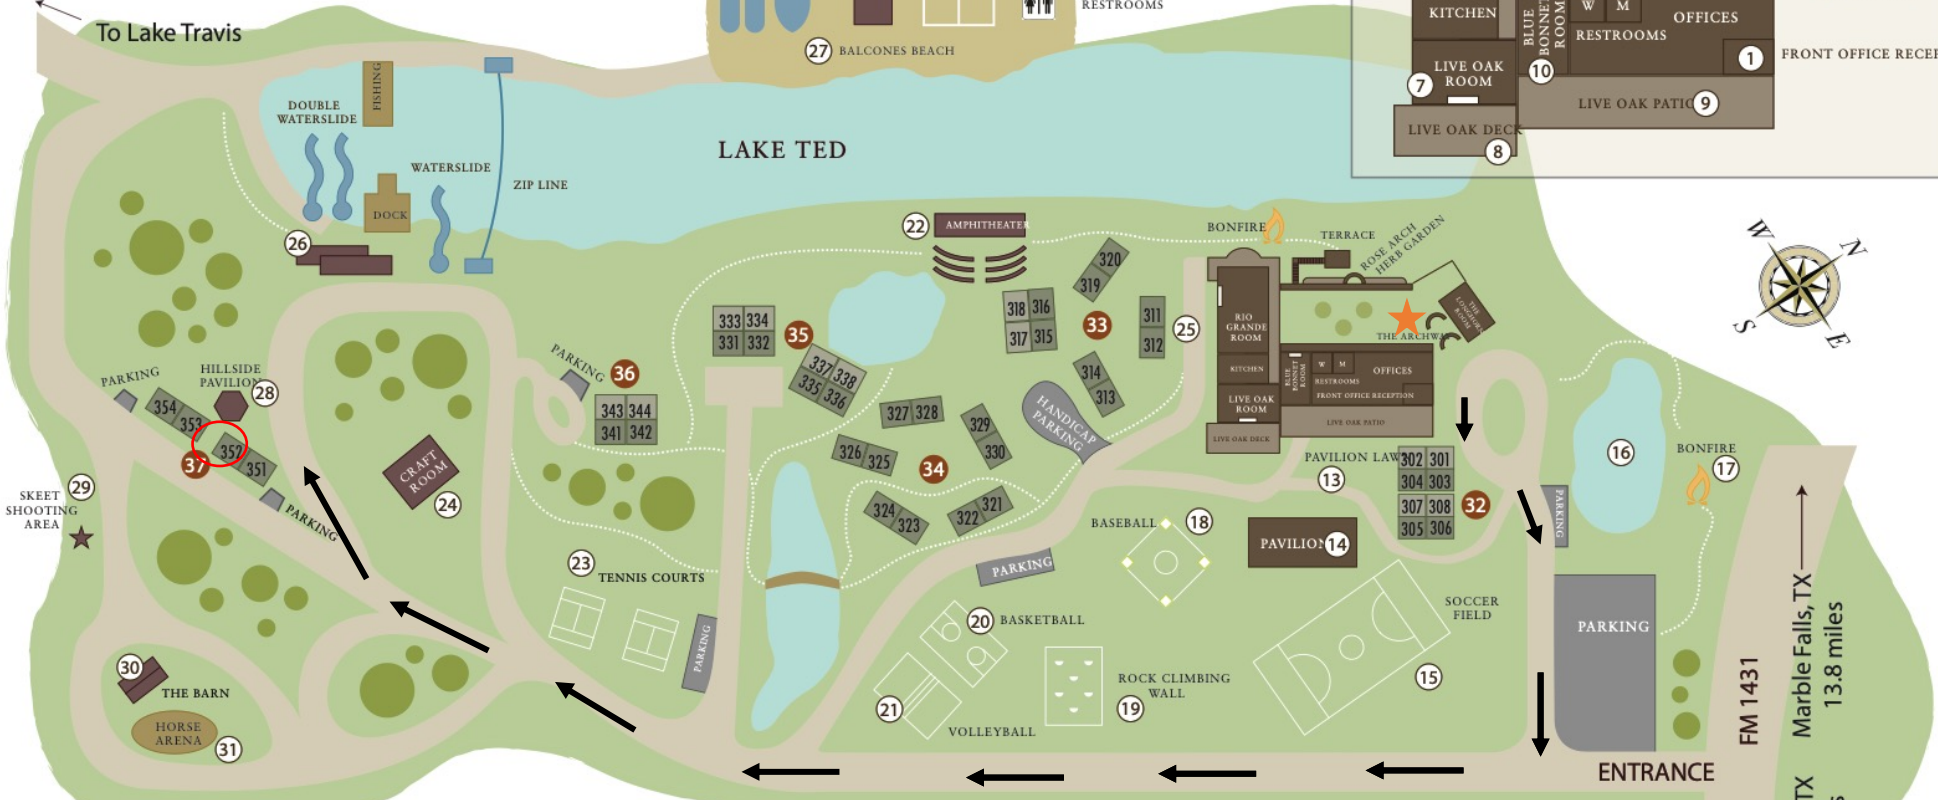 To Lake Travis
RESTROOMS
27 BALCONES BEACH
KITCHEN
BLUE
BONNET
ROOM
W M
RESTROOMS
OFFICES
LIVE OAK
ROOM
7
10
1 FRONT OFFICE RECEP
LIVE OAK PATIO 9
LIVE OAK DECK
8
FISHING
DOUBLE
WATERSLIDE
WATERSLIDE
ZIP LINE
DOCK
26
LAKE TED
22 AMPHITEATER
BONFIRE
TERRACE
ROSE ARCH
HERB GARDEN
THE LONGHORN
ROOM
THE ARCHWAY
W N
S E
320
319
318 316
317 315
33
311
312
25
314
313
HANDICAP
PARKING
RIO
GRANDE
ROOM
KITCHEN
LIVE OAK
ROOM
LIVE OAK DECK
BLUE
BONNET
ROOM
W M
RESTROOMS
OFFICES
FRONT OFFICE RECEPTION
LIVE OAK PATIO
333 334
331 332
35
337 338
335 336
PARKING
36
343 344
341 342
327 328
329
330
326 325
34
324 323
322 321
HILLSIDE
PAVILION
28
PARKING
354 353
352 351
37
PARKING
CRAFT
ROOM
24
29
SKEET
SHOOTING
AREA
PAVILION LAWN
13
302 301
304 303
307 308
305 306
32
PARKING
16
BONFIRE
17
BASEBALL 18
PAVILION 14
PARKING
23 TENNIS COURTS
PARKING
20 BASKETBALL
21
VOLLEYBALL
ROCK CLIMBING
WALL
19
SOCCER
FIELD
15
PARKING
30
THE BARN
HORSE
ARENA
31
ENTRANCE
FM 1431
Marble Falls, TX
13.8 miles
TX